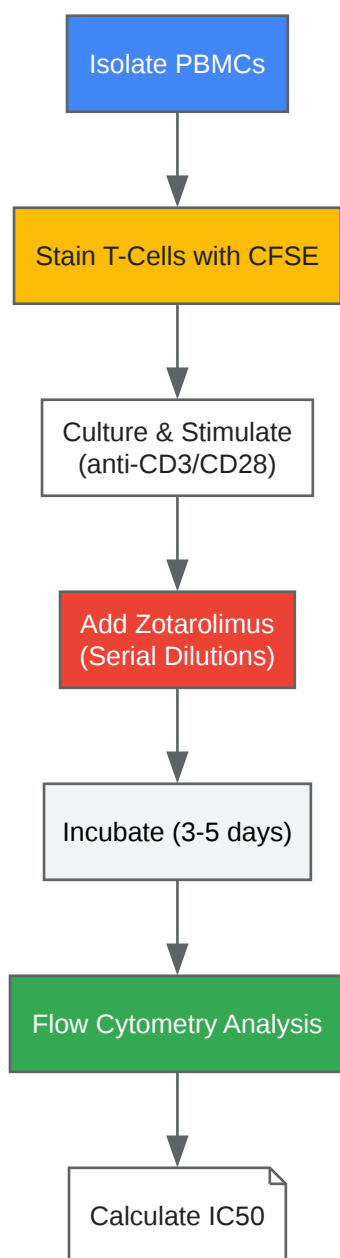 Isolate PBMCs
Stain T-Cells with CFSE
Culture & Stimulate
(anti-CD3/CD28)
Add Zotarolimus
(Serial Dilutions)
Incubate (3-5 days)
Flow Cytometry Analysis
Calculate IC50